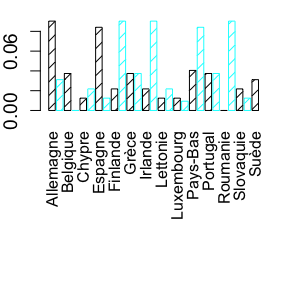 0.06
0.00
Allemagne
Belgique
Chypre
Espagne
Finlande
Grèce
Irlande
Lettonie
Luxembourg
Pays-Bas
Portugal
Roumanie
Slovaquie
Suède